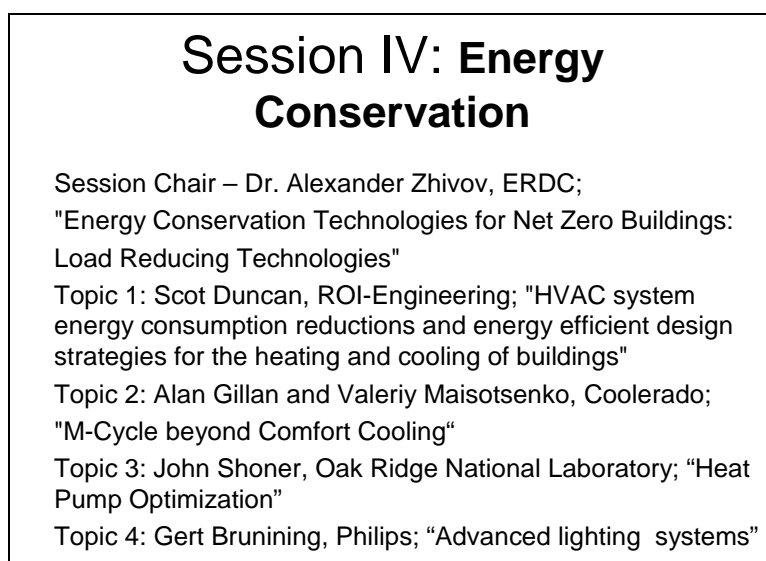 Session IV: Energy
Conservation
Session Chair – Dr. Alexander Zhivov, ERDC;
"Energy Conservation Technologies for Net Zero Buildings:
Load Reducing Technologies"
Topic 1: Scot Duncan, ROI-Engineering; "HVAC system
energy consumption reductions and energy efficient design
strategies for the heating and cooling of buildings"
Topic 2: Alan Gillan and Valeriy Maisotsenko, Coolerado;
"M-Cycle beyond Comfort Cooling“
Topic 3: John Shoner, Oak Ridge National Laboratory; “Heat
Pump Optimization”
Topic 4: Gert Brunining, Philips; “Advanced lighting  systems”